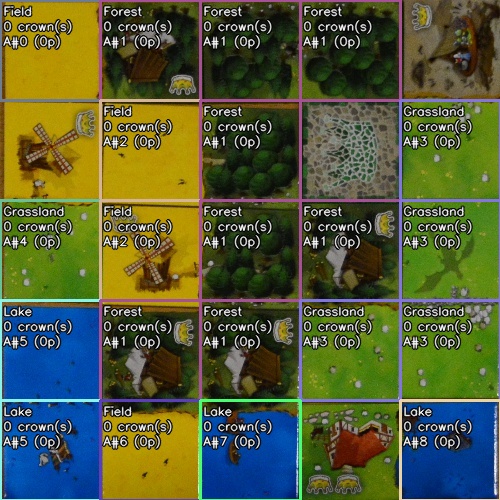 Field
0 crown(s)
A#0 (0p)
Forest
0 crown(s)
A#1 (0p)
Forest
0 crown(s)
A#1 (0p)
Forest
0 crown(s)
A#1 (0p)
Field
0 crown(s)
A#2 (0p)
Forest
0 crown(s)
A#1 (0p)
Grassland
0 crown(s)
A#3 (0p)
Grassland
0 crown(s)
A#4 (0p)
Field
0 crown(s)
A#2 (0p)
Forest
0 crown(s)
A#1 (0p)
Forest
0 crown(s)
A#1 (0p)
Grassland
0 crown(s)
A#3 (0p)
Lake
0 crown(s)
A#5 (0p)
Forest
0 crown(s)
A#1 (0p)
Forest
0 crown(s)
A#1 (0p)
Grassland
0 crown(s)
A#3 (0p)
Grassland
0 crown(s)
A#3 (0p)
Lake
0 crown(s)
A#5 (0p)
Field
0 crown(s)
A#6 (0p)
Lake
0 crown(s)
A#7 (0p)
Lake
0 crown(s)
A#8 (0p)